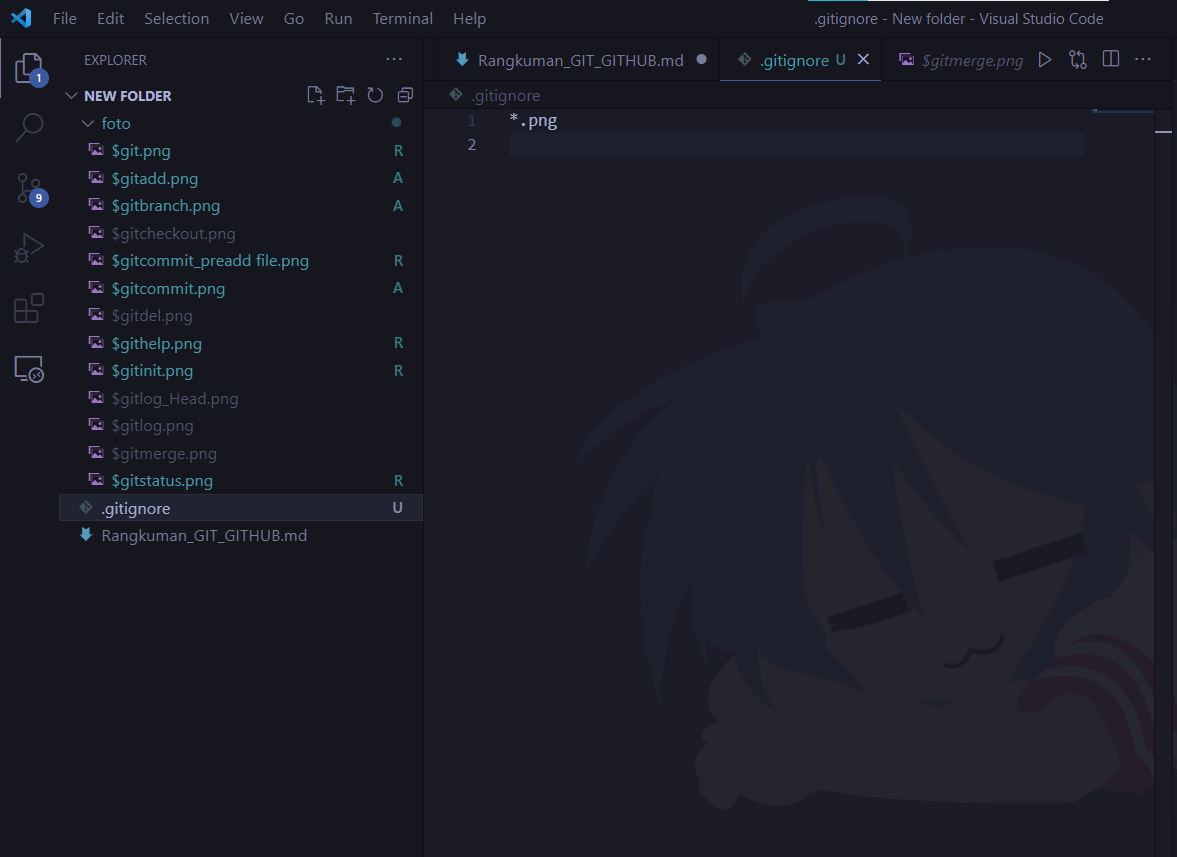 File Edit Selection View Go Run Terminal Help .gitignore - New folder - Visual Studio Code
EXPLORER
Rangkuman_GIT_GITHUB.md
.gitignore U
$gitmerge.png
1
NEW FOLDER
.gitignore
foto
1 *.png
2
$git.png R
$gitadd.png A
9
$gitbranch.png A
$gitcheckout.png
$gitcommit_preadd file.png R
$gitcommit.png A
$gitdel.png
$githelp.png R
$gitinit.png R
$gitlog_Head.png
$gitlog.png
$gitmerge.png
$gitstatus.png R
.gitignore U
Rangkuman_GIT_GITHUB.md